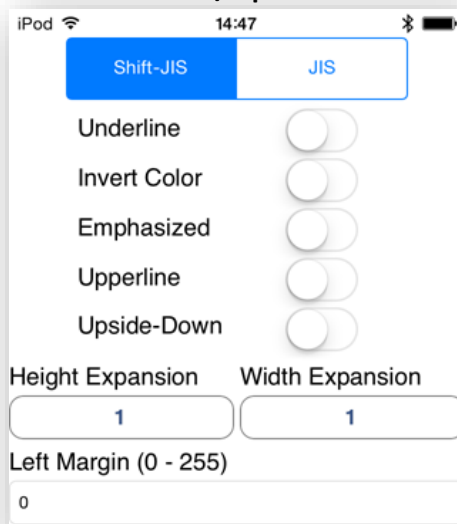 iPod 14:47
Shift-JIS JIS
Underline
Invert Color
Emphasized
Upperline
Upside-Down
Height Expansion Width Expansion
1 1
Left Margin (0 - 255)
0